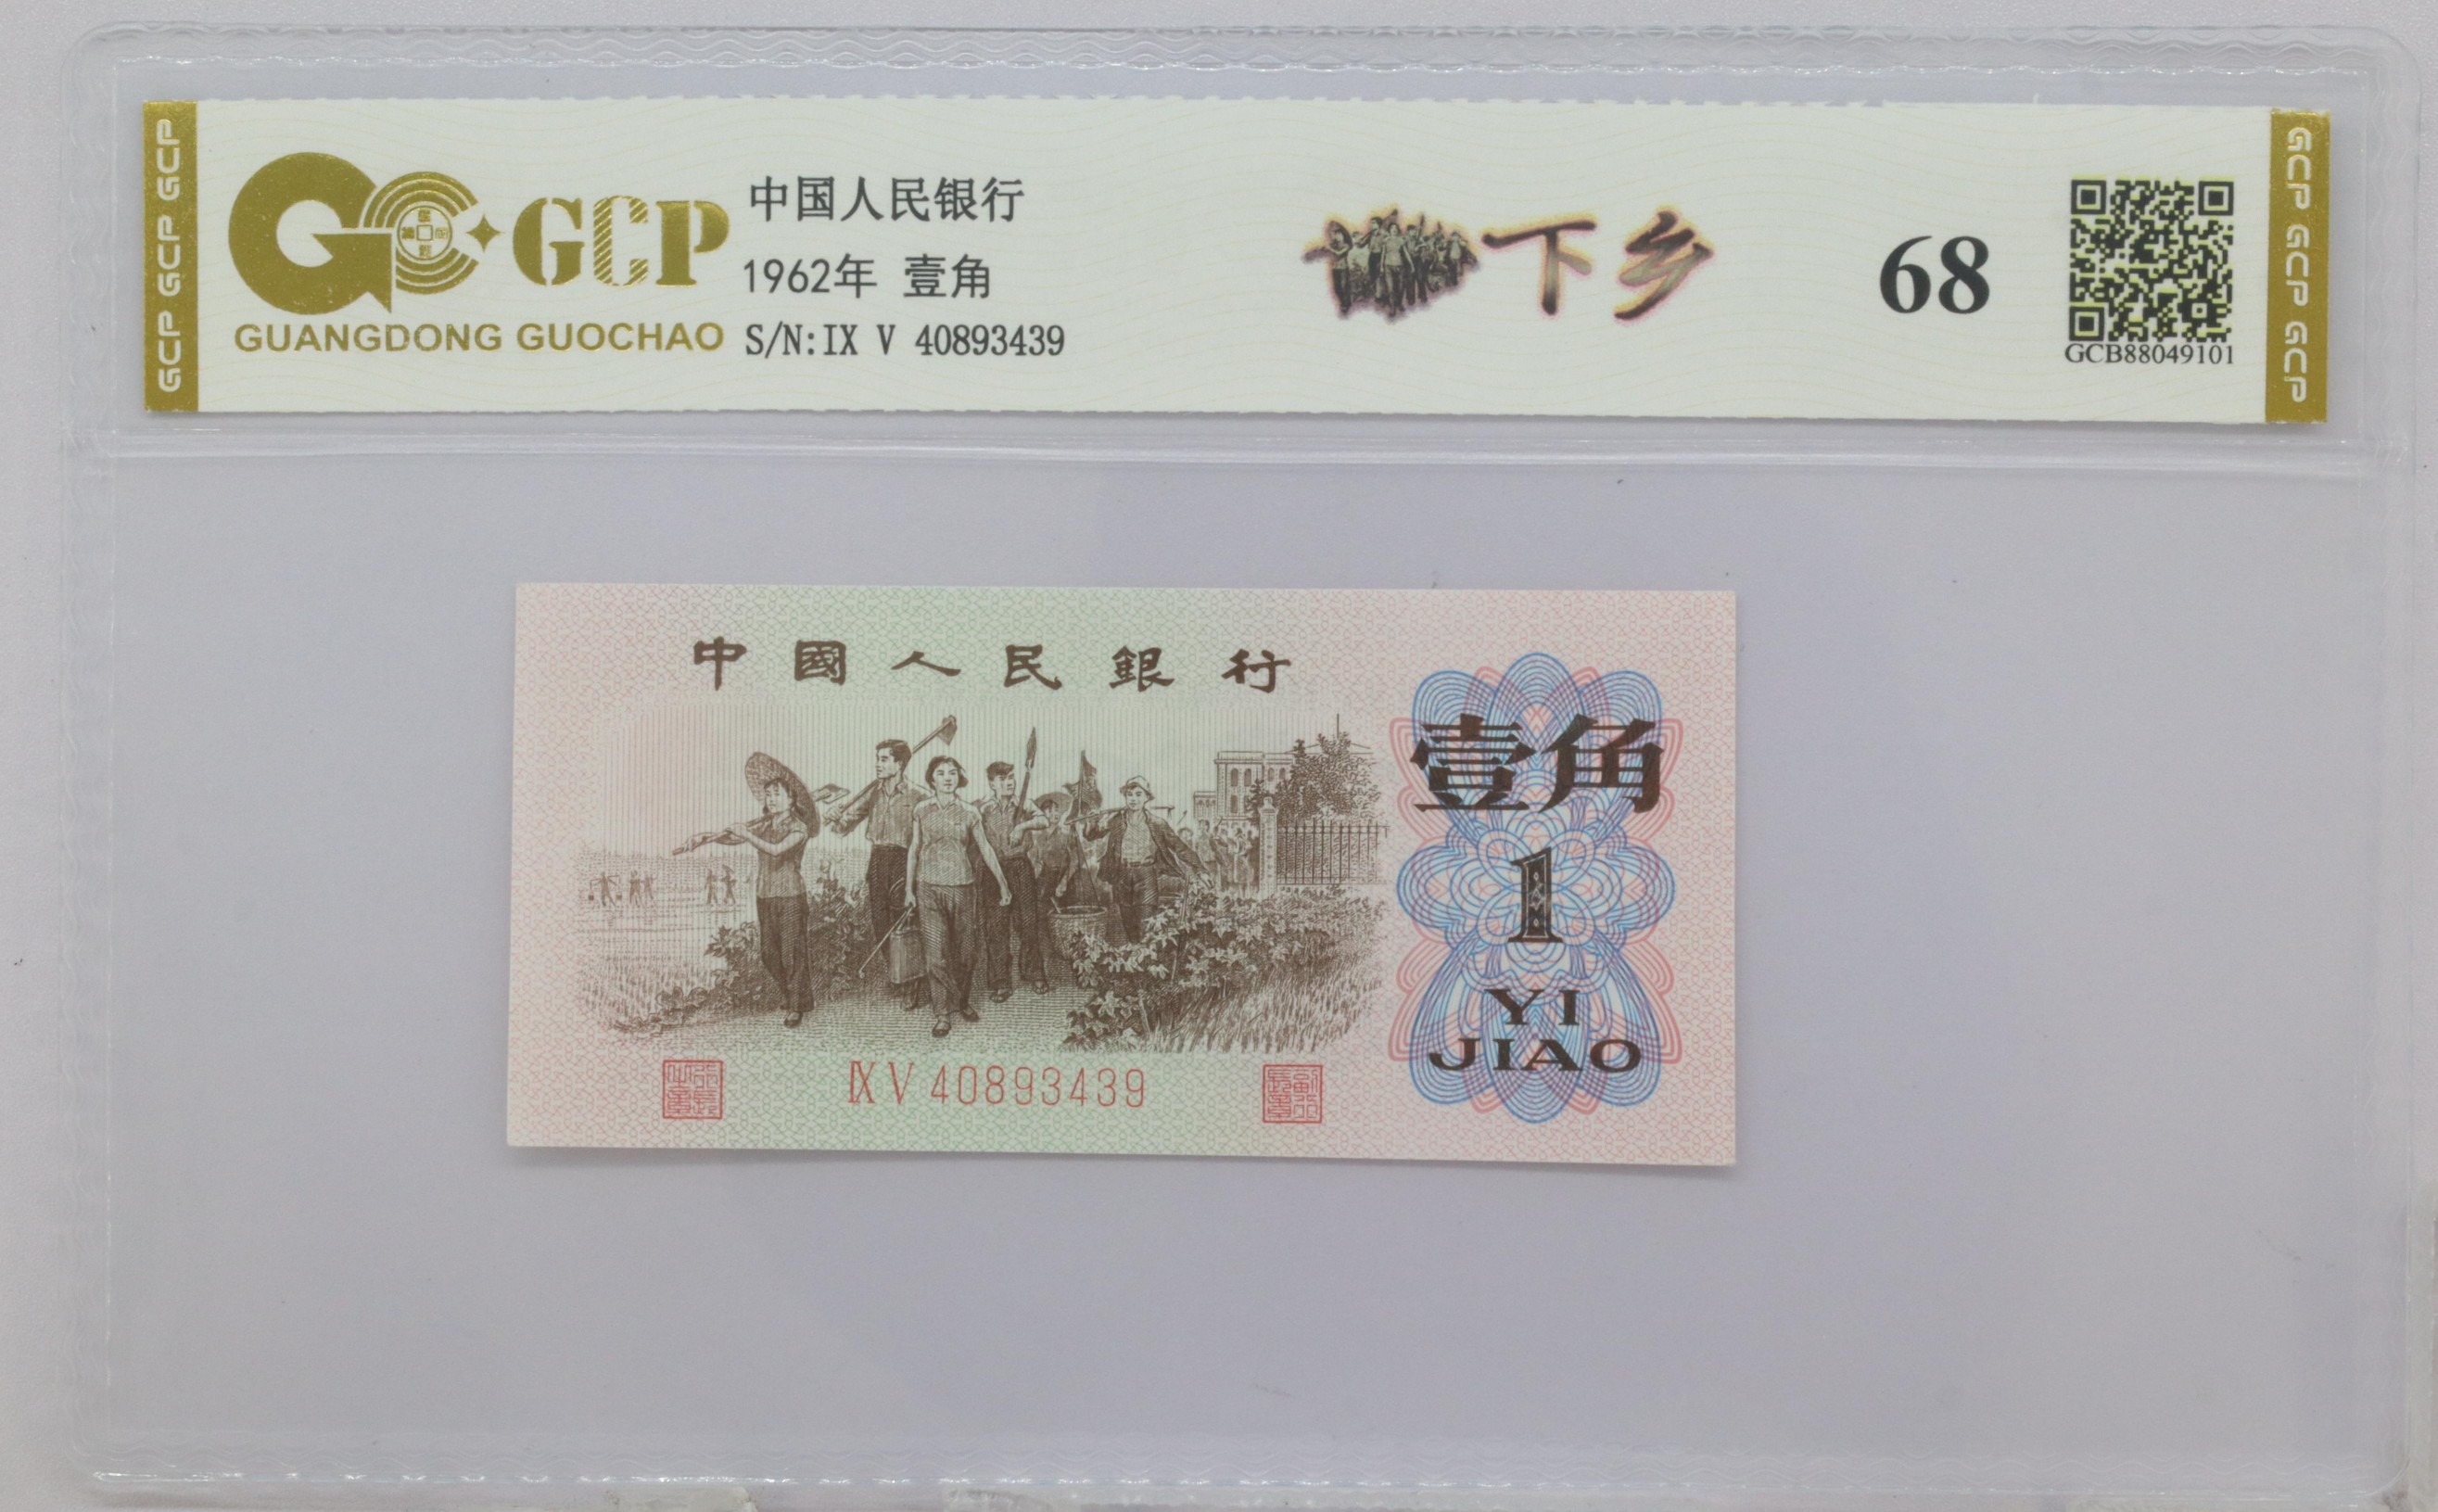 GCP GCP GCP
GCP
GUANGDONG GUOCHAO
中国人民银行
1962年 壹角
S/N:IX V 40893439
下乡
68
GCB88049101
GCP GCP GCP
中國人民銀行
壹角
1
YI
JIAO
IX V 40893439